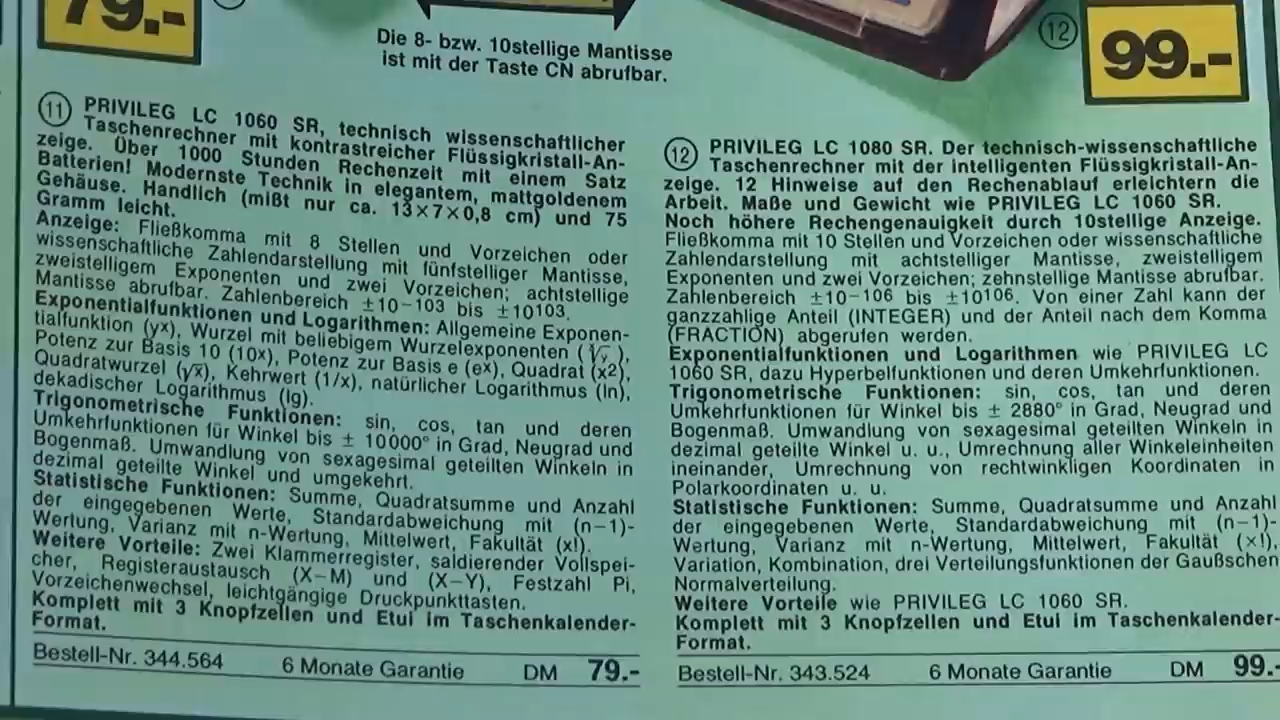 79.-
Die 8- bzw. 10stellige Mantisse
ist mit der Taste CN abrufbar.
12
99.-
11 PRIVILEG LC 1060 SR, technisch wissenschaftlicher
Taschenrechner mit kontrastreicher Flüssigkristall-An-
zeige. Über 1000 Stunden Rechenzeit mit einem Satz
Batterien! Modernste Technik in elegantem, mattgoldenem
Gehäuse. Handlich (mißt nur ca. 13×7×0,8 cm) und 75
Gramm leicht.
Anzeige: Fließkomma mit 8 Stellen und Vorzeichen oder
wissenschaftliche Zahlendarstellung mit fünfstelliger Mantisse,
zweistelligem Exponenten und zwei Vorzeichen; achtstellige
Mantisse abrufbar. Zahlenbereich ±10−103 bis ±10103.
Exponentialfunktionen und Logarithmen: Allgemeine Exponen-
tialfunktion (yx), Wurzel mit beliebigem Wurzelexponenten (ˣ√y),
Potenz zur Basis 10 (10x), Potenz zur Basis e (ex), Quadrat (x2),
Quadratwurzel (√x), Kehrwert (1/x), natürlicher Logarithmus (ln),
dekadischer Logarithmus (lg).
Trigonometrische Funktionen: sin, cos, tan und deren
Umkehrfunktionen für Winkel bis ± 10000° in Grad, Neugrad und
Bogenmaß. Umwandlung von sexagesimal geteilten Winkeln in
dezimal geteilte Winkel und umgekehrt.
Statistische Funktionen: Summe, Quadratsumme und Anzahl
der eingegebenen Werte, Standardabweichung mit (n−1)-
Wertung, Varianz mit n-Wertung, Mittelwert, Fakultät (x!).
Weitere Vorteile: Zwei Klammerregister, saldierender Vollspei-
cher, Registeraustausch (X−M) und (X−Y), Festzahl Pi,
Vorzeichenwechsel, leichtgängige Druckpunkttasten.
Komplett mit 3 Knopfzellen und Etui im Taschenkalender-
Format.
Bestell-Nr. 344.564 6 Monate Garantie DM 79.-
12 PRIVILEG LC 1080 SR. Der technisch-wissenschaftliche
Taschenrechner mit der intelligenten Flüssigkristall-An-
zeige. 12 Hinweise auf den Rechenablauf erleichtern die
Arbeit. Maße und Gewicht wie PRIVILEG LC 1060 SR.
Noch höhere Rechengenauigkeit durch 10stellige Anzeige.
Fließkomma mit 10 Stellen und Vorzeichen oder wissenschaftliche
Zahlendarstellung mit achtstelliger Mantisse, zweistelligem
Exponenten und zwei Vorzeichen; zehnstellige Mantisse abrufbar.
Zahlenbereich ±10−106 bis ±10106. Von einer Zahl kann der
ganzzahlige Anteil (INTEGER) und der Anteil nach dem Komma
(FRACTION) abgerufen werden.
Exponentialfunktionen und Logarithmen wie PRIVILEG LC
1060 SR, dazu Hyperbelfunktionen und deren Umkehrfunktionen.
Trigonometrische Funktionen: sin, cos, tan und deren
Umkehrfunktionen für Winkel bis ± 2880° in Grad, Neugrad und
Bogenmaß. Umwandlung von sexagesimal geteilten Winkeln in
dezimal geteilte Winkel u. u., Umrechnung aller Winkeleinheiten
ineinander, Umrechnung von rechtwinkligen Koordinaten in
Polarkoordinaten u. u.
Statistische Funktionen: Summe, Quadratsumme und Anzahl
der eingegebenen Werte, Standardabweichung mit (n−1)-
Wertung, Varianz mit n-Wertung, Mittelwert, Fakultät (×!),
Variation, Kombination, drei Verteilungsfunktionen der Gaußschen
Normalverteilung.
Weitere Vorteile wie PRIVILEG LC 1060 SR.
Komplett mit 3 Knopfzellen und Etui im Taschenkalender-
Format.
Bestell-Nr. 343.524 6 Monate Garantie DM 99.-